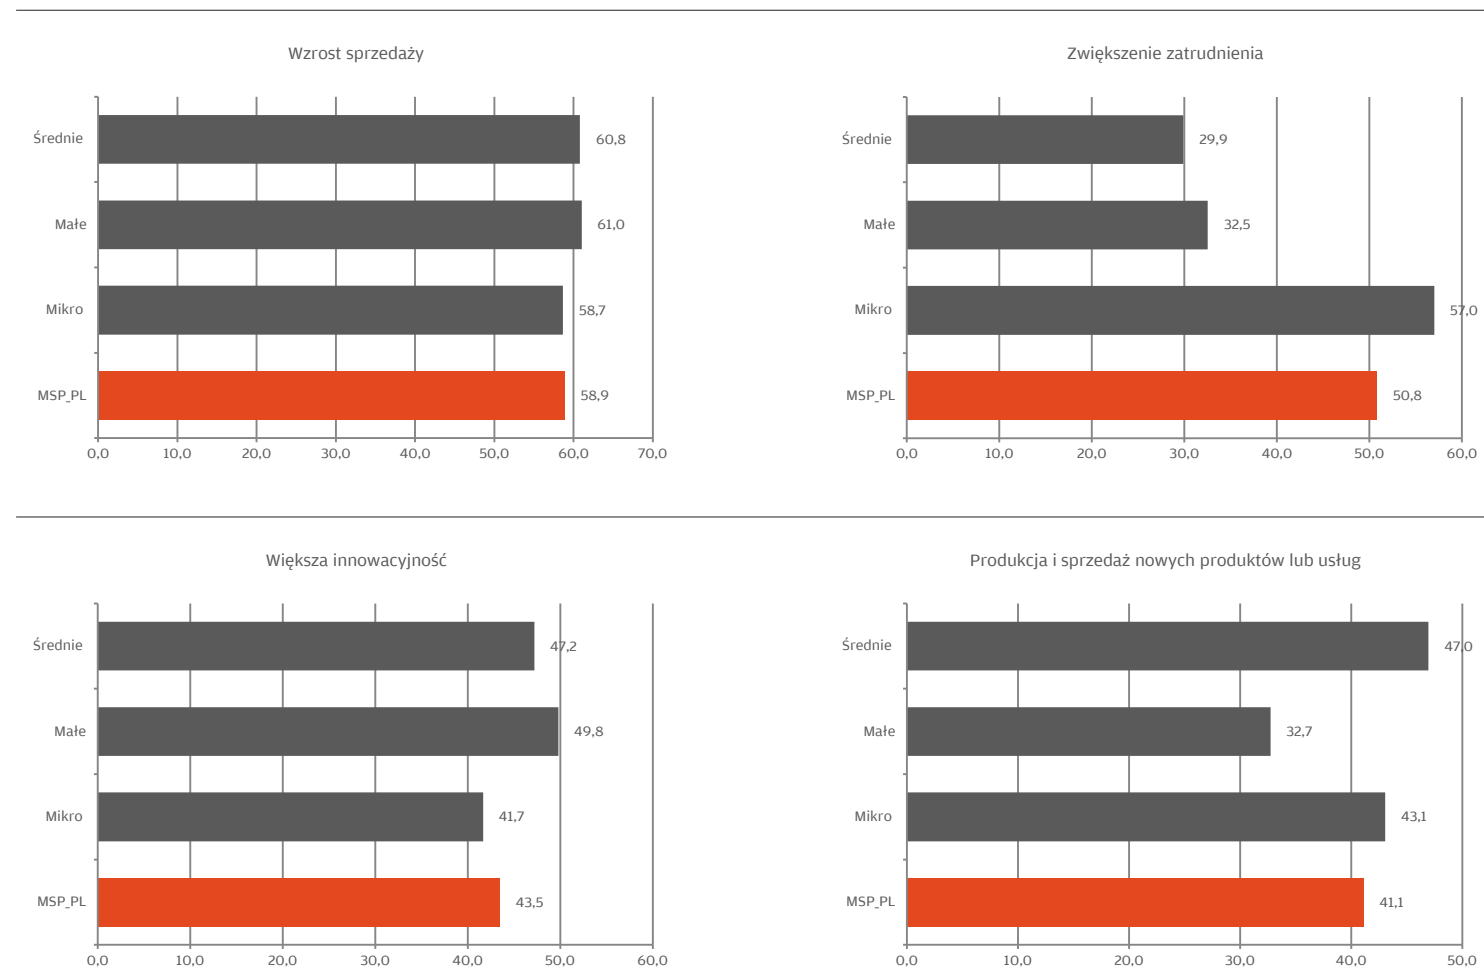 Wzrost sprzedaży
Średnie
60,8
Małe
61,0
Mikro
58,7
MSP_PL
58,9
0,0 10,0 20,0 30,0 40,0 50,0 60,0 70,0
Zwiększenie zatrudnienia
Średnie
29,9
Małe
32,5
Mikro
57,0
MSP_PL
50,8
0,0 10,0 20,0 30,0 40,0 50,0 60,0
Większa innowacyjność
Średnie
47,2
Małe
49,8
Mikro
41,7
MSP_PL
43,5
0,0 10,0 20,0 30,0 40,0 50,0 60,0
Produkcja i sprzedaż nowych produktów lub usług
Średnie
47,0
Małe
32,7
Mikro
43,1
MSP_PL
41,1
0,0 10,0 20,0 30,0 40,0 50,0